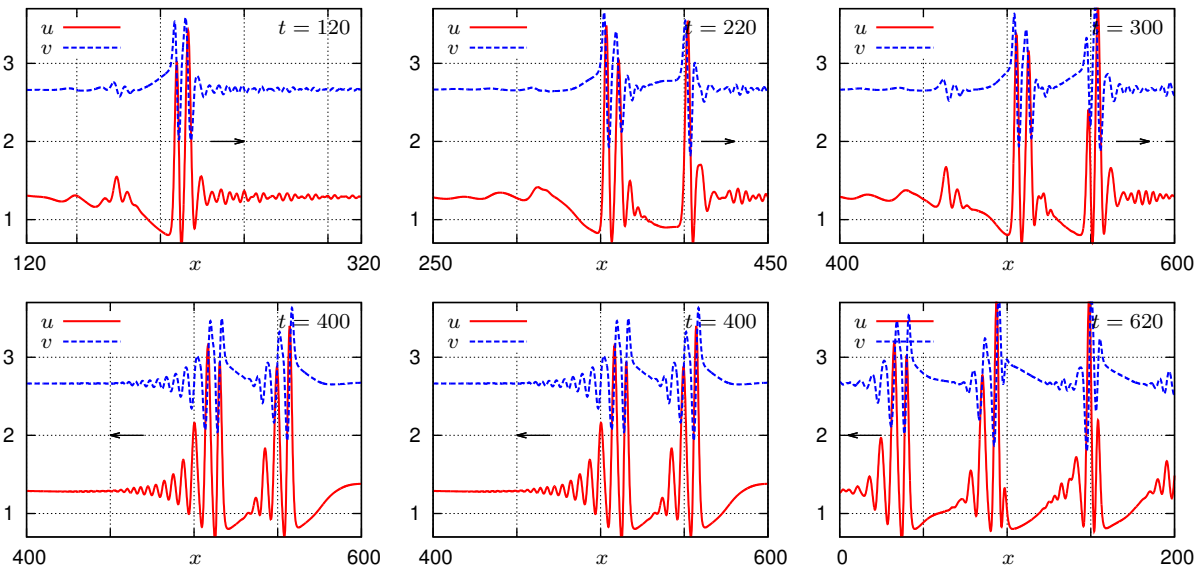 u
v
t = 120
3
2
1
120
x
320
u
v
t = 220
3
2
1
250
x
450
u
v
t = 300
3
2
1
400
x
600
u
v
t = 400
3
2
1
400
x
600
u
v
t = 400
3
2
1
400
x
600
u
v
t = 620
3
2
1
0
x
200